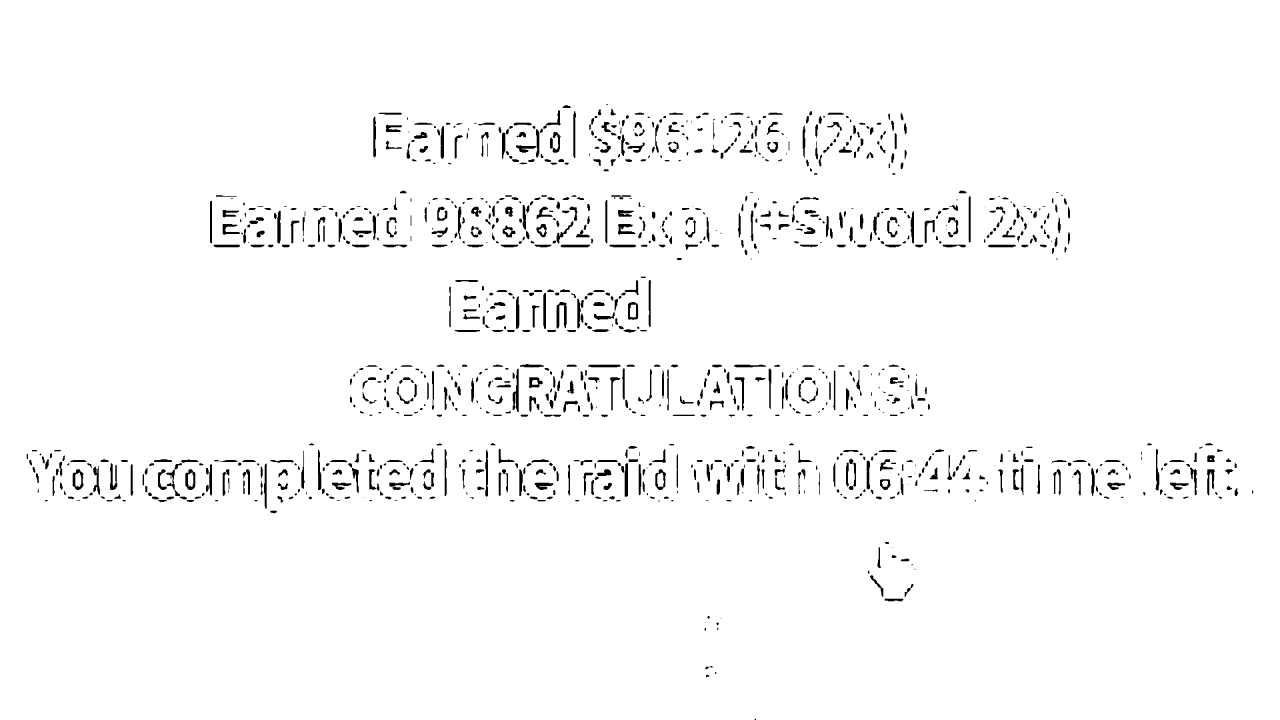 Earned $96126 (2x)
Earned 98862 Exp. (+Sword 2x)
Earned
CONGRATULATIONS!
You completed the raid with 06:44 time left.